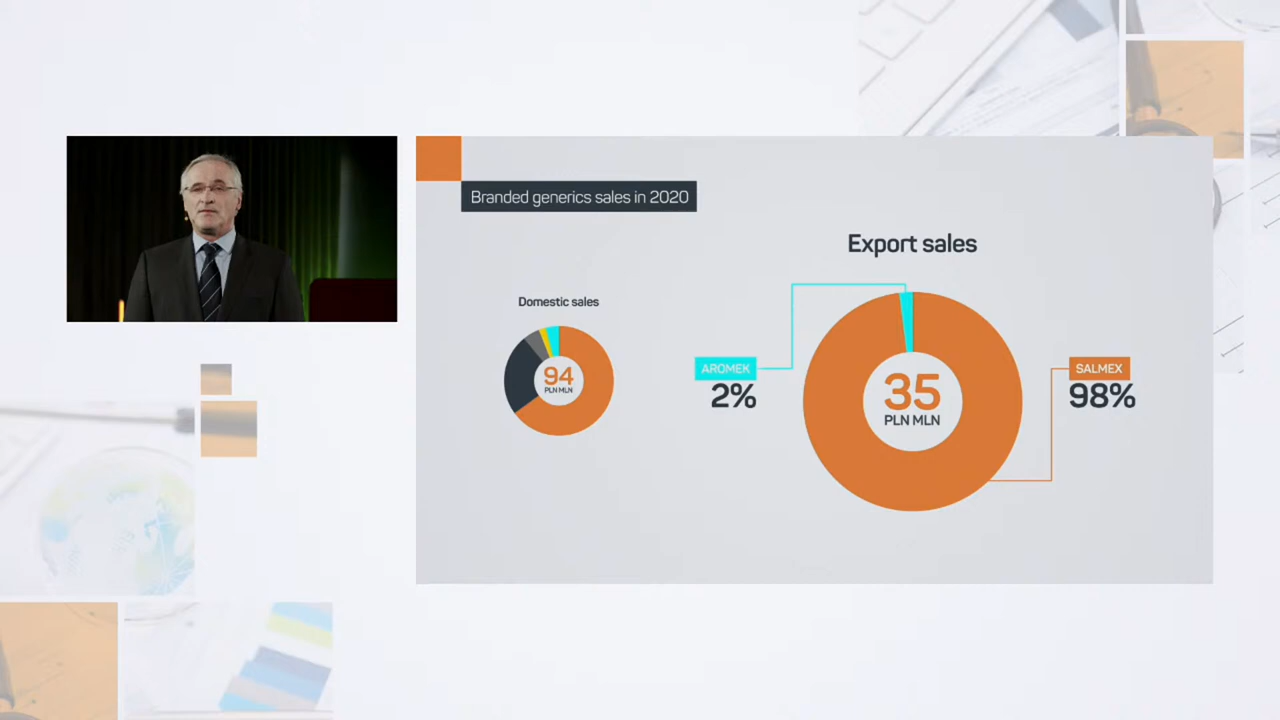 Branded generics sales in 2020
Export sales
Domestic sales
94
PLN MLN
AROMEK
2%
35
PLN MLN
SALMEX
98%